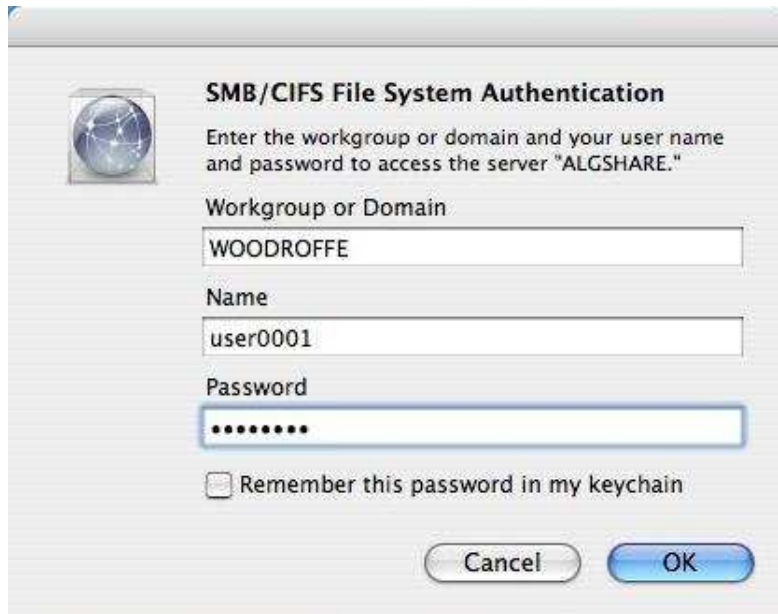 SMB/CIFS File System Authentication
Enter the workgroup or domain and your user name
and password to access the server "ALGSHARE."
Workgroup or Domain
WOODROFFE
Name
user0001
Password
••••••••
Remember this password in my keychain
Cancel OK